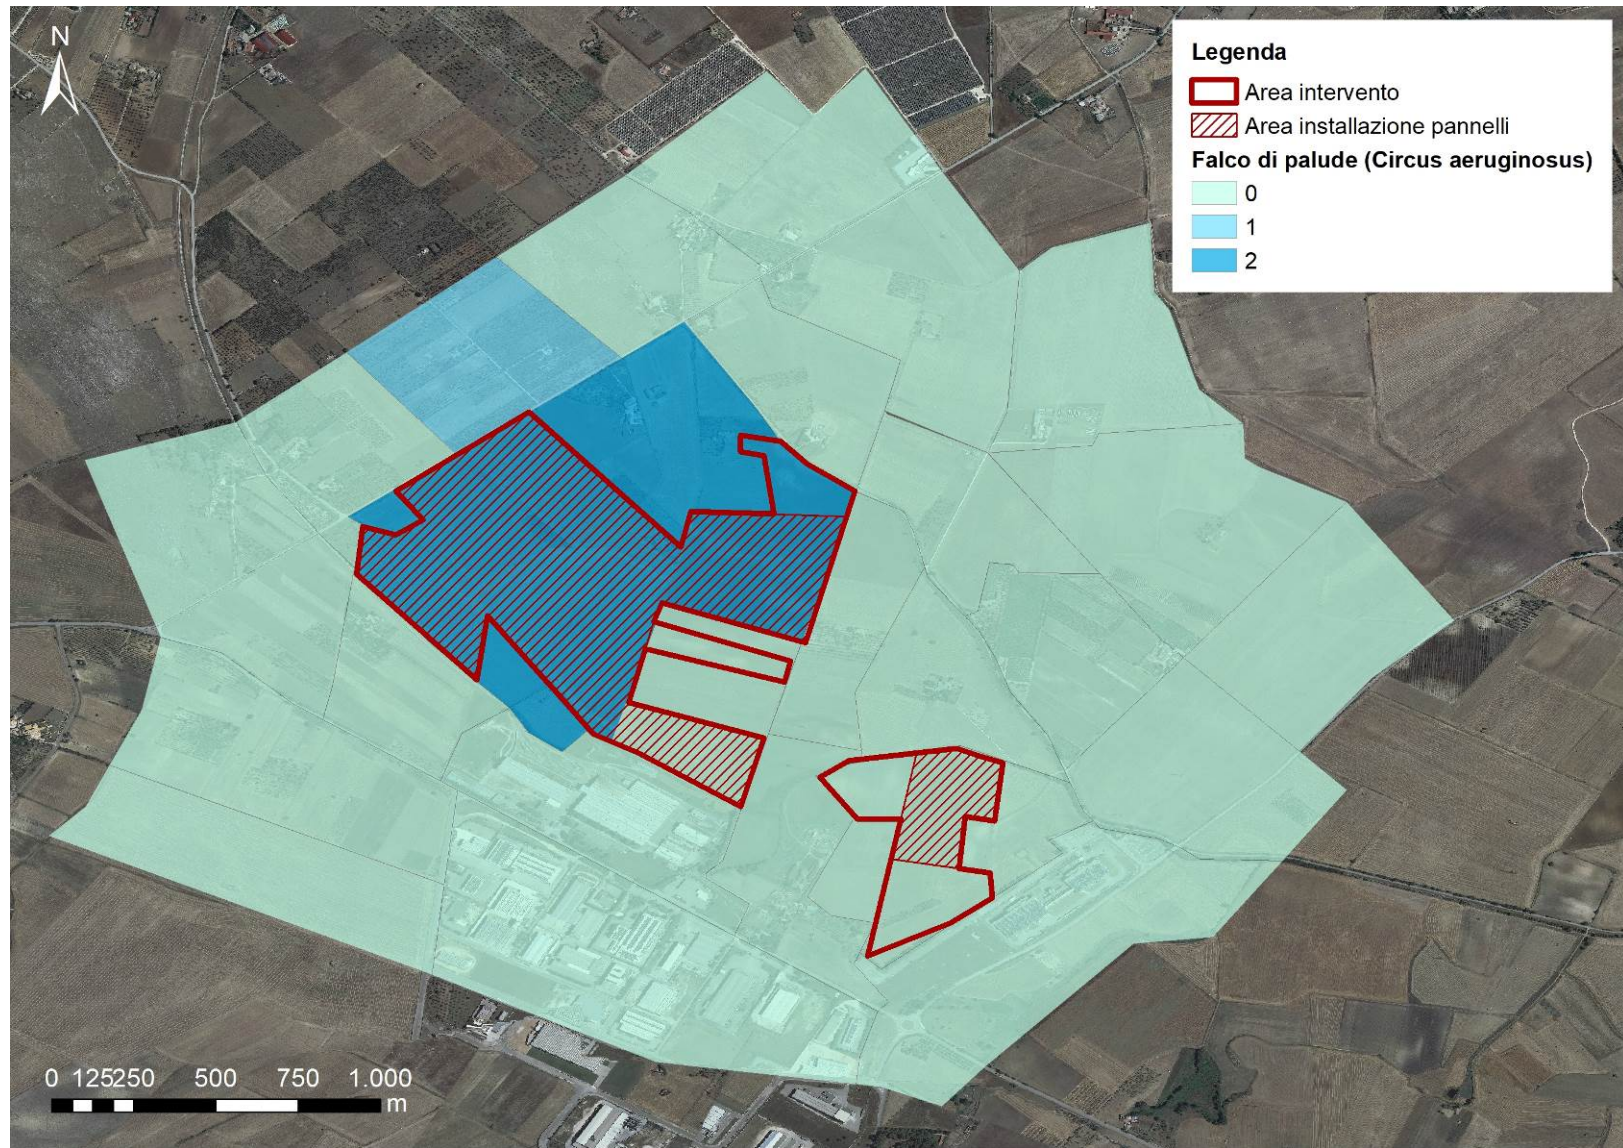 N
Legenda
Area intervento
Area installazione pannelli
Falco di palude (Circus aeruginosus)
0
1
2
0 125250 500 750 1.000
m